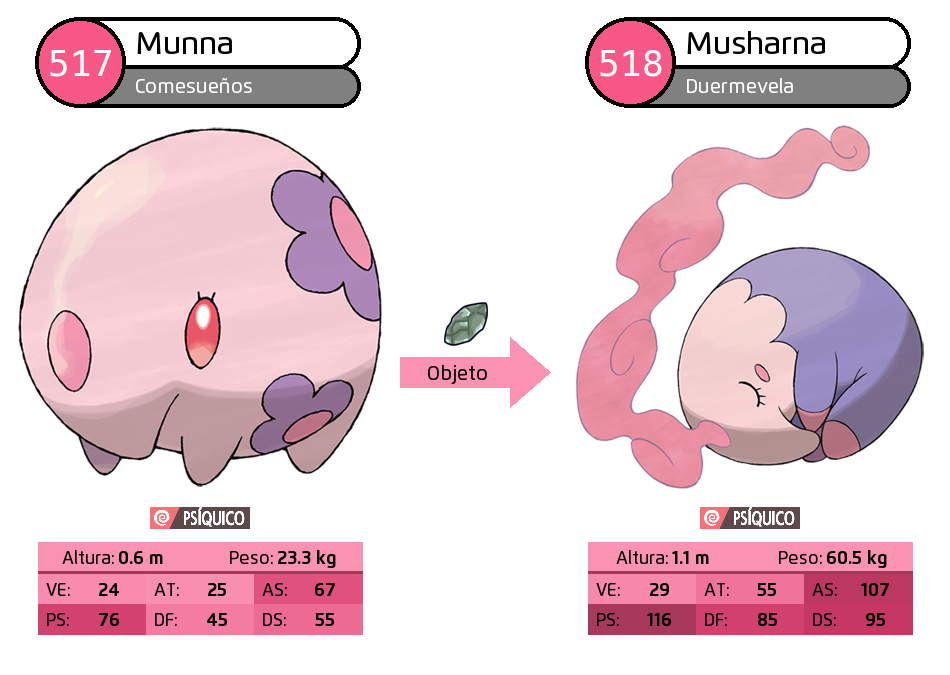 517 Munna
Comesueños
518 Musharna
Duermevela
Objeto
PSÍQUICO
Altura: 0.6 m Peso: 23.3 kg
VE: 24 AT: 25 AS: 67
PS: 76 DF: 45 DS: 55
PSÍQUICO
Altura: 1.1 m Peso: 60.5 kg
VE: 29 AT: 55 AS: 107
PS: 116 DF: 85 DS: 95